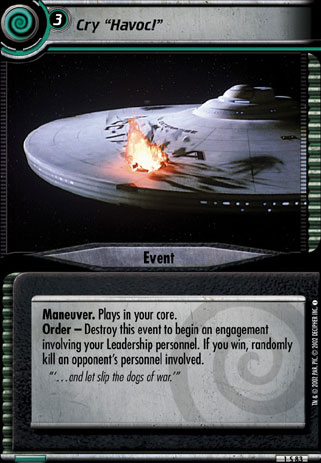 3
Cry "Havoc!"
Event
Maneuver. Plays in your core.
Order – Destroy this event to begin an engagement
involving your Leadership personnel. If you win, randomly
kill an opponent's personnel involved.
"'…and let slip the dogs of war.'"
TM & © 2002 PAR. PIC. © 2002 DECIPHER INC.
1 S 83